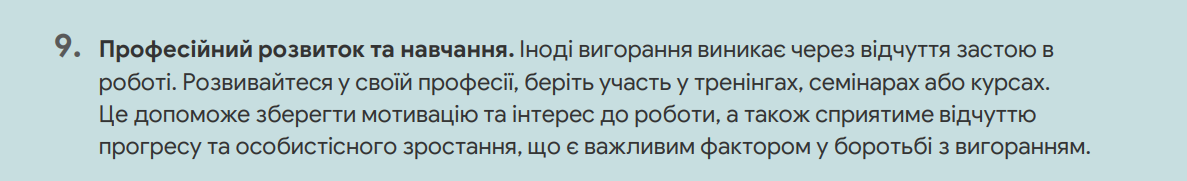 9. Професійний розвиток та навчання. Іноді вигорання виникає через відчуття застою в
роботі. Розвивайтеся у своїй професії, беріть участь у тренінгах, семінарах або курсах.
Це допоможе зберегти мотивацію та інтерес до роботи, а також сприятиме відчуттю
прогресу та особистісного зростання, що є важливим фактором у боротьбі з вигоранням.